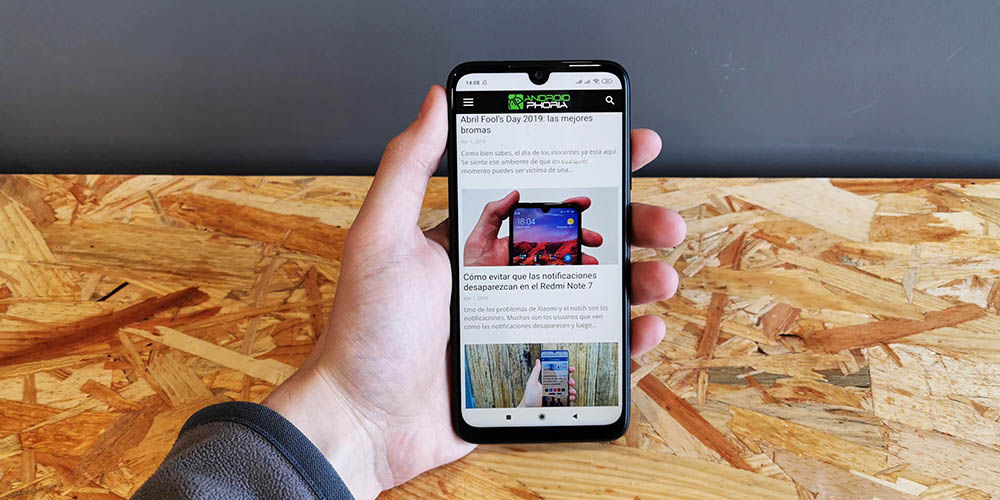 14:08
ANDROID
PHORIA
Abril Fool's Day 2019: las mejores
bromas
Abr 1, 2019
Como bien sabes, el día de los inocentes ya está aquí.
Se siente ese ambiente de que en cualquier
momento puedes ser víctima de una...
18:04
Cómo evitar que las notificaciones
desaparezcan en el Redmi Note 7
Abr 1, 2019
Uno de los problemas de Xiaomi y el notch son las
notificaciones. Muchos son los usuarios que ven
como las notificaciones desaparecen y luego...